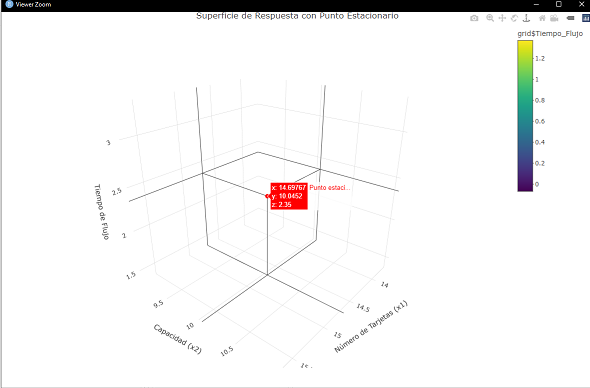 Viewer Zoom
Superficie de Respuesta con Punto Estacionario
grid$Tiempo_Flujo
1.2
1
0.8
0.6
0.4
0.2
0
3
2.5
2
1.5
Tiempo de Flujo
x: 14.69767
y: 10.0452
z: 2.35
Punto estaci...
9.5
10
10.5
Capacidad (x2)
14
14.5
15
Número de Tarjetas (x1)